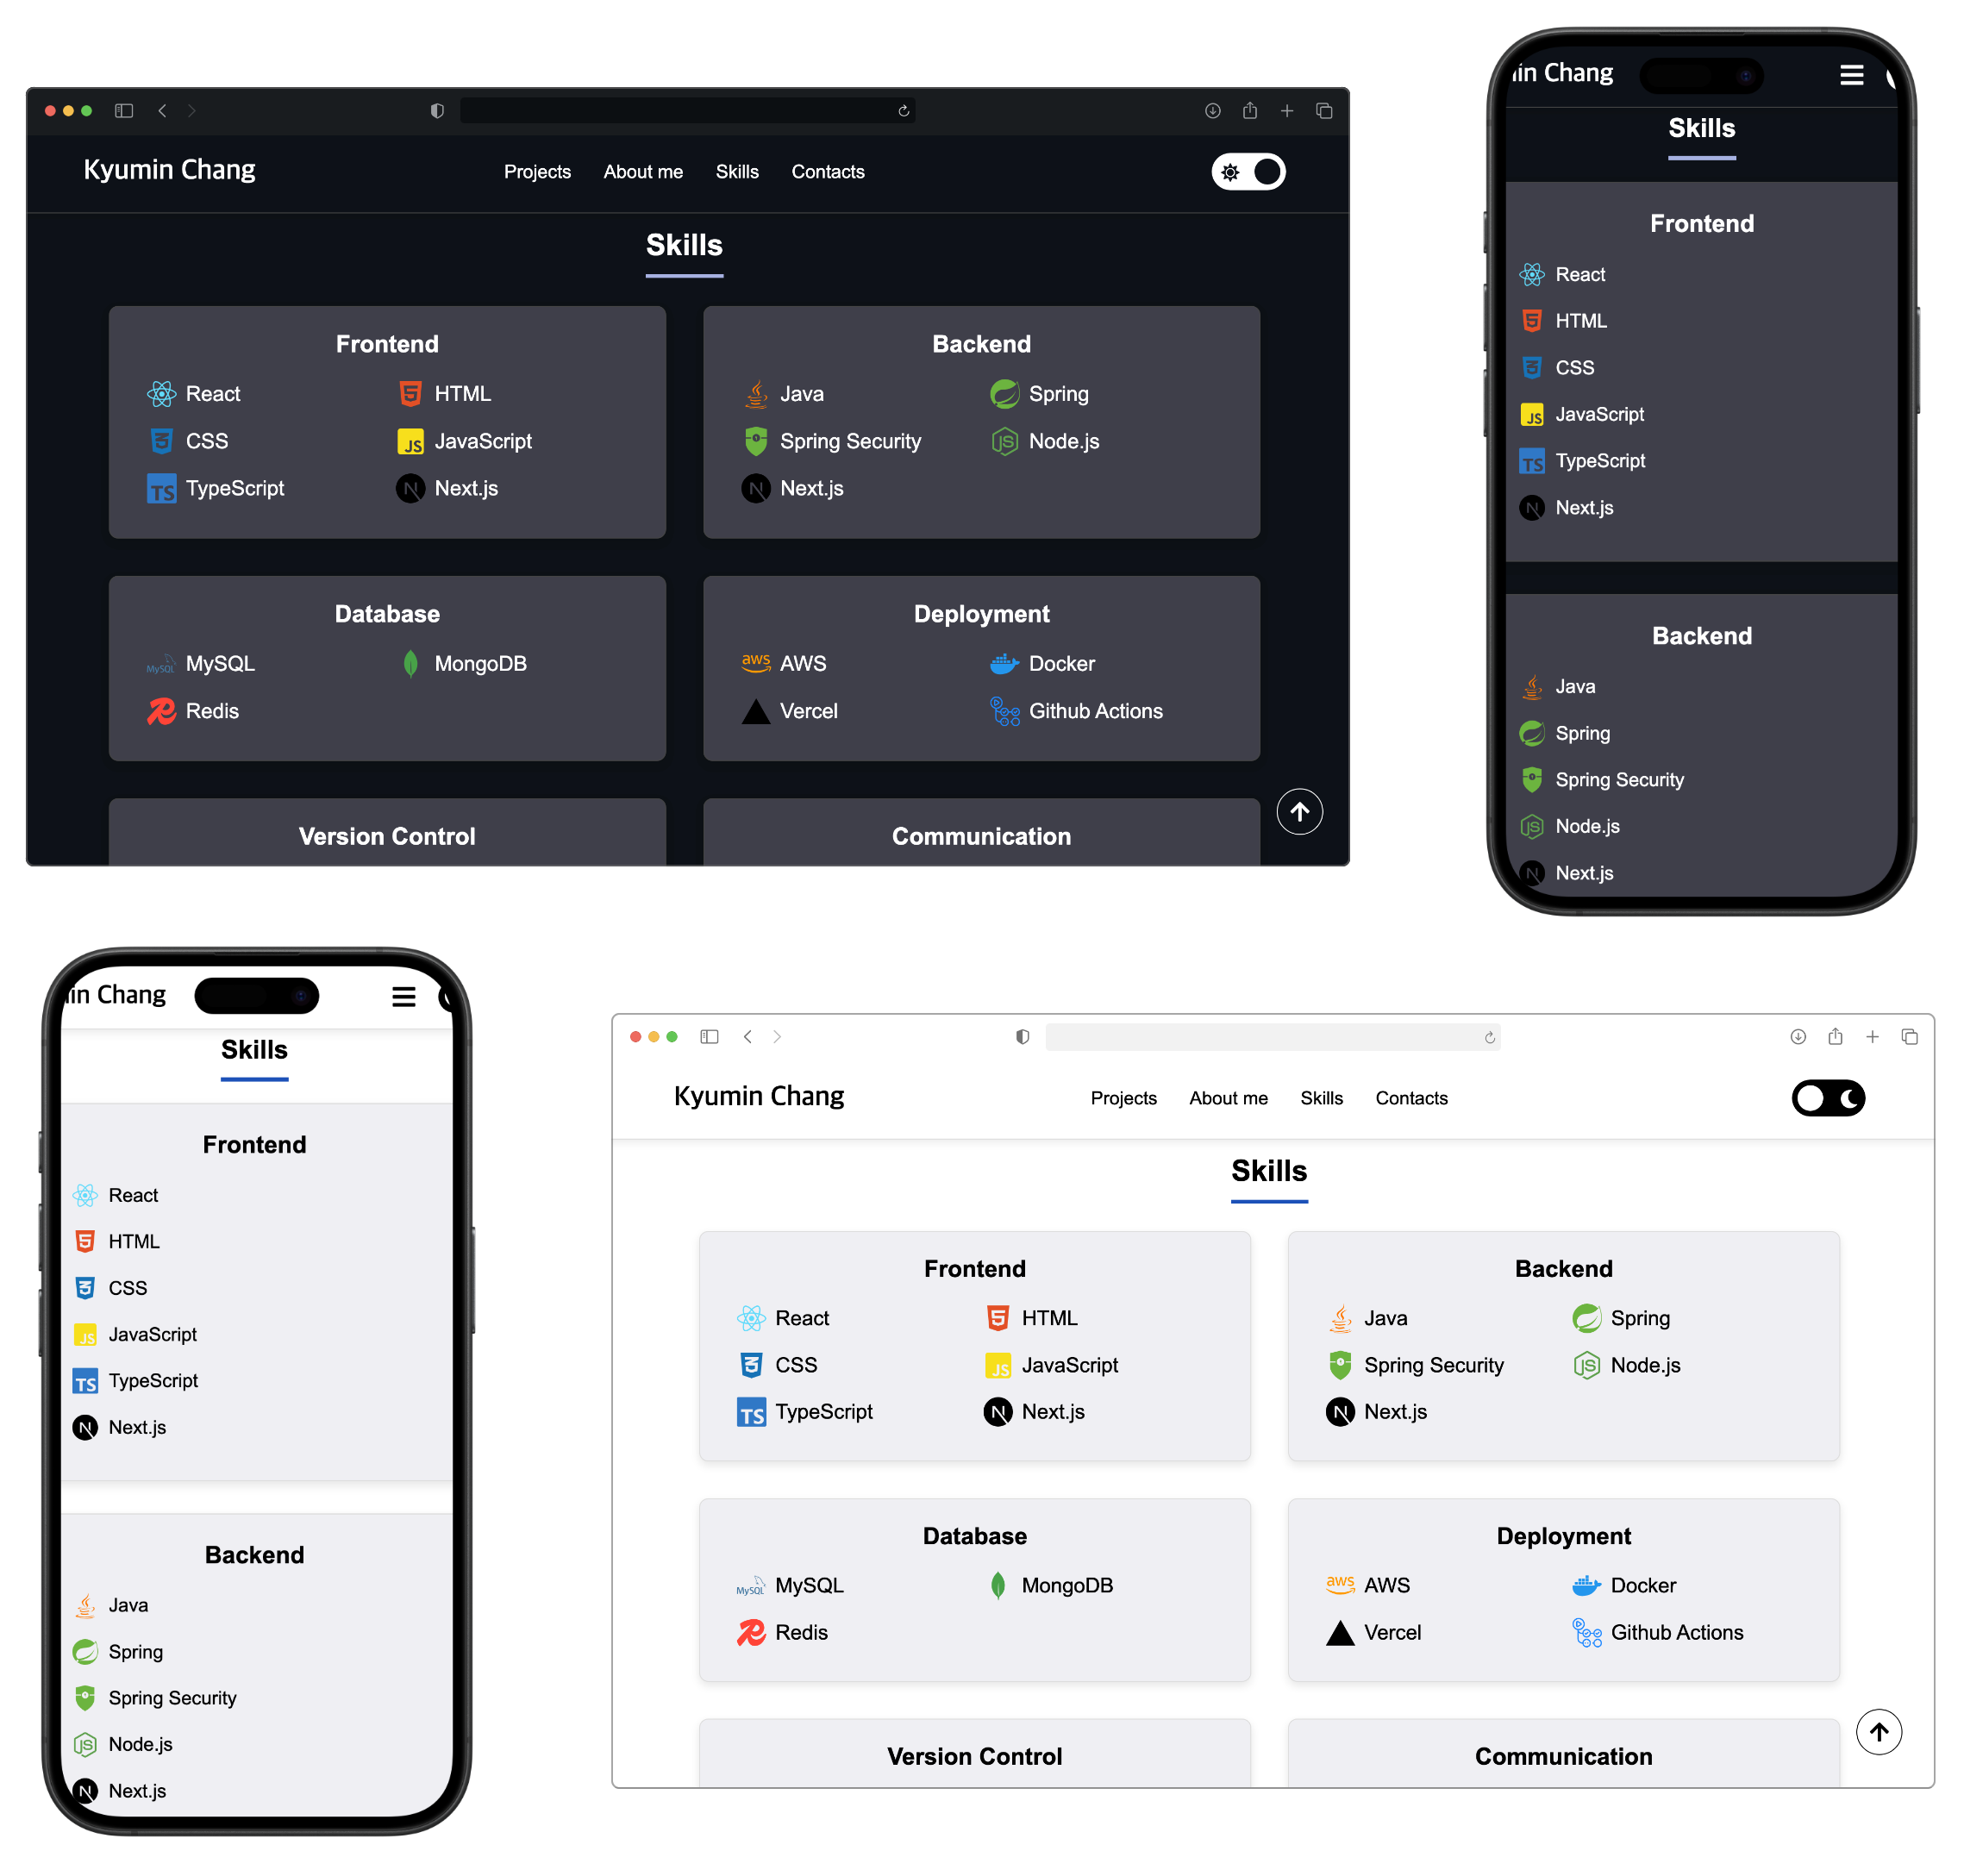 Kyumin Chang
Projects About me Skills Contacts
Skills
Frontend
React HTML
CSS JavaScript
TypeScript Next.js
Backend
Java Spring
Spring Security Node.js
Next.js
Database
MySQL MongoDB
Redis
Deployment
aws AWS Docker
Vercel Github Actions
Version Control
Communication
min Chang
Skills
Frontend
React
HTML
CSS
JS JavaScript
TS TypeScript
Next.js
Backend
Java
Spring
Spring Security
Node.js
Next.js
min Chang
Skills
Frontend
React
HTML
CSS
JS JavaScript
TS TypeScript
Next.js
Backend
Java
Spring
Spring Security
Node.js
Next.js
Kyumin Chang
Projects About me Skills Contacts
Skills
Frontend
React HTML
CSS JavaScript
TypeScript Next.js
Backend
Java Spring
Spring Security Node.js
Next.js
Database
MySQL MongoDB
Redis
Deployment
aws AWS Docker
Vercel Github Actions
Version Control
Communication